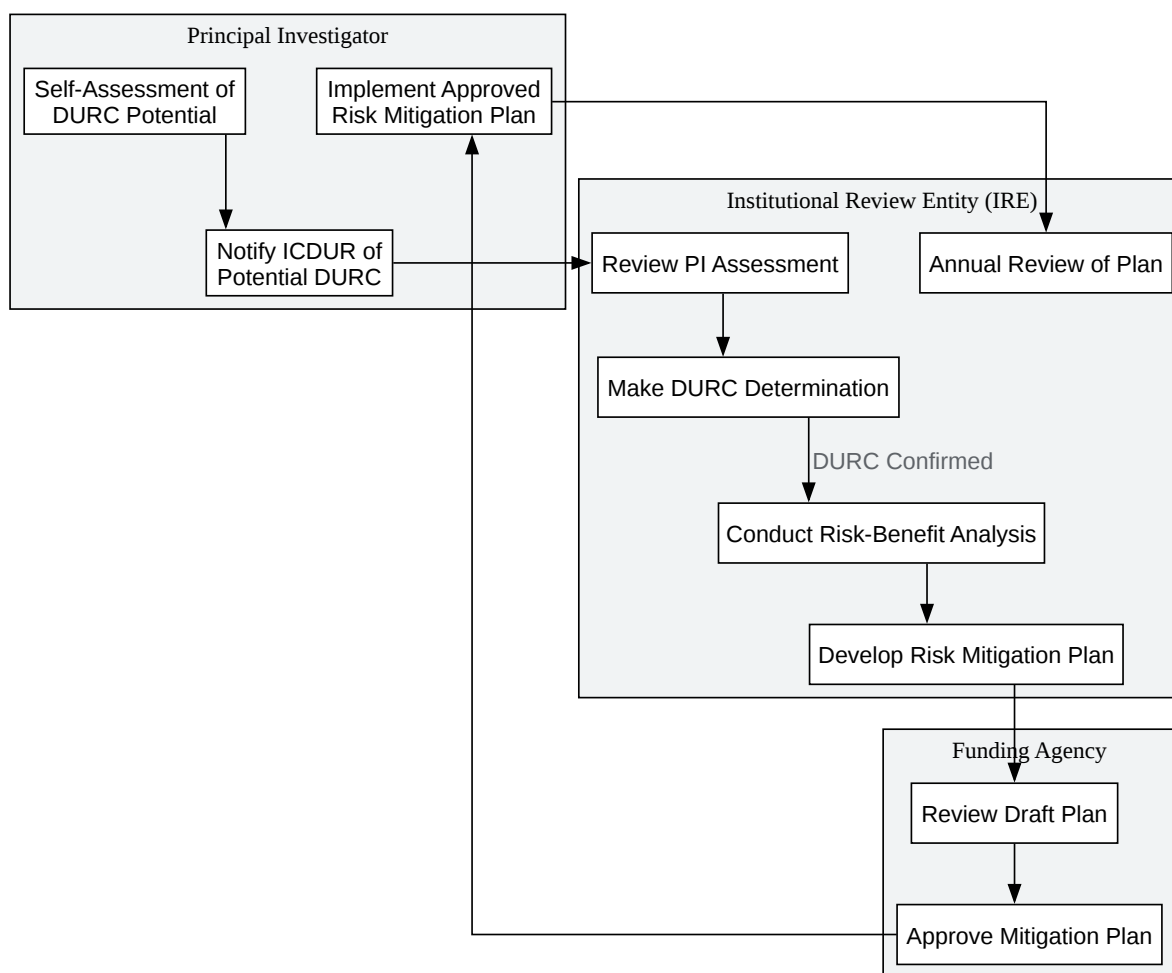 Principal Investigator
Self-Assessment of
DURC Potential
Implement Approved
Risk Mitigation Plan
Notify ICDUR of
Potential DURC
Institutional Review Entity (IRE)
Review PI Assessment
Annual Review of Plan
Make DURC Determination
DURC Confirmed
Conduct Risk-Benefit Analysis
Develop Risk Mitigation Plan
Funding Agency
Review Draft Plan
Approve Mitigation Plan